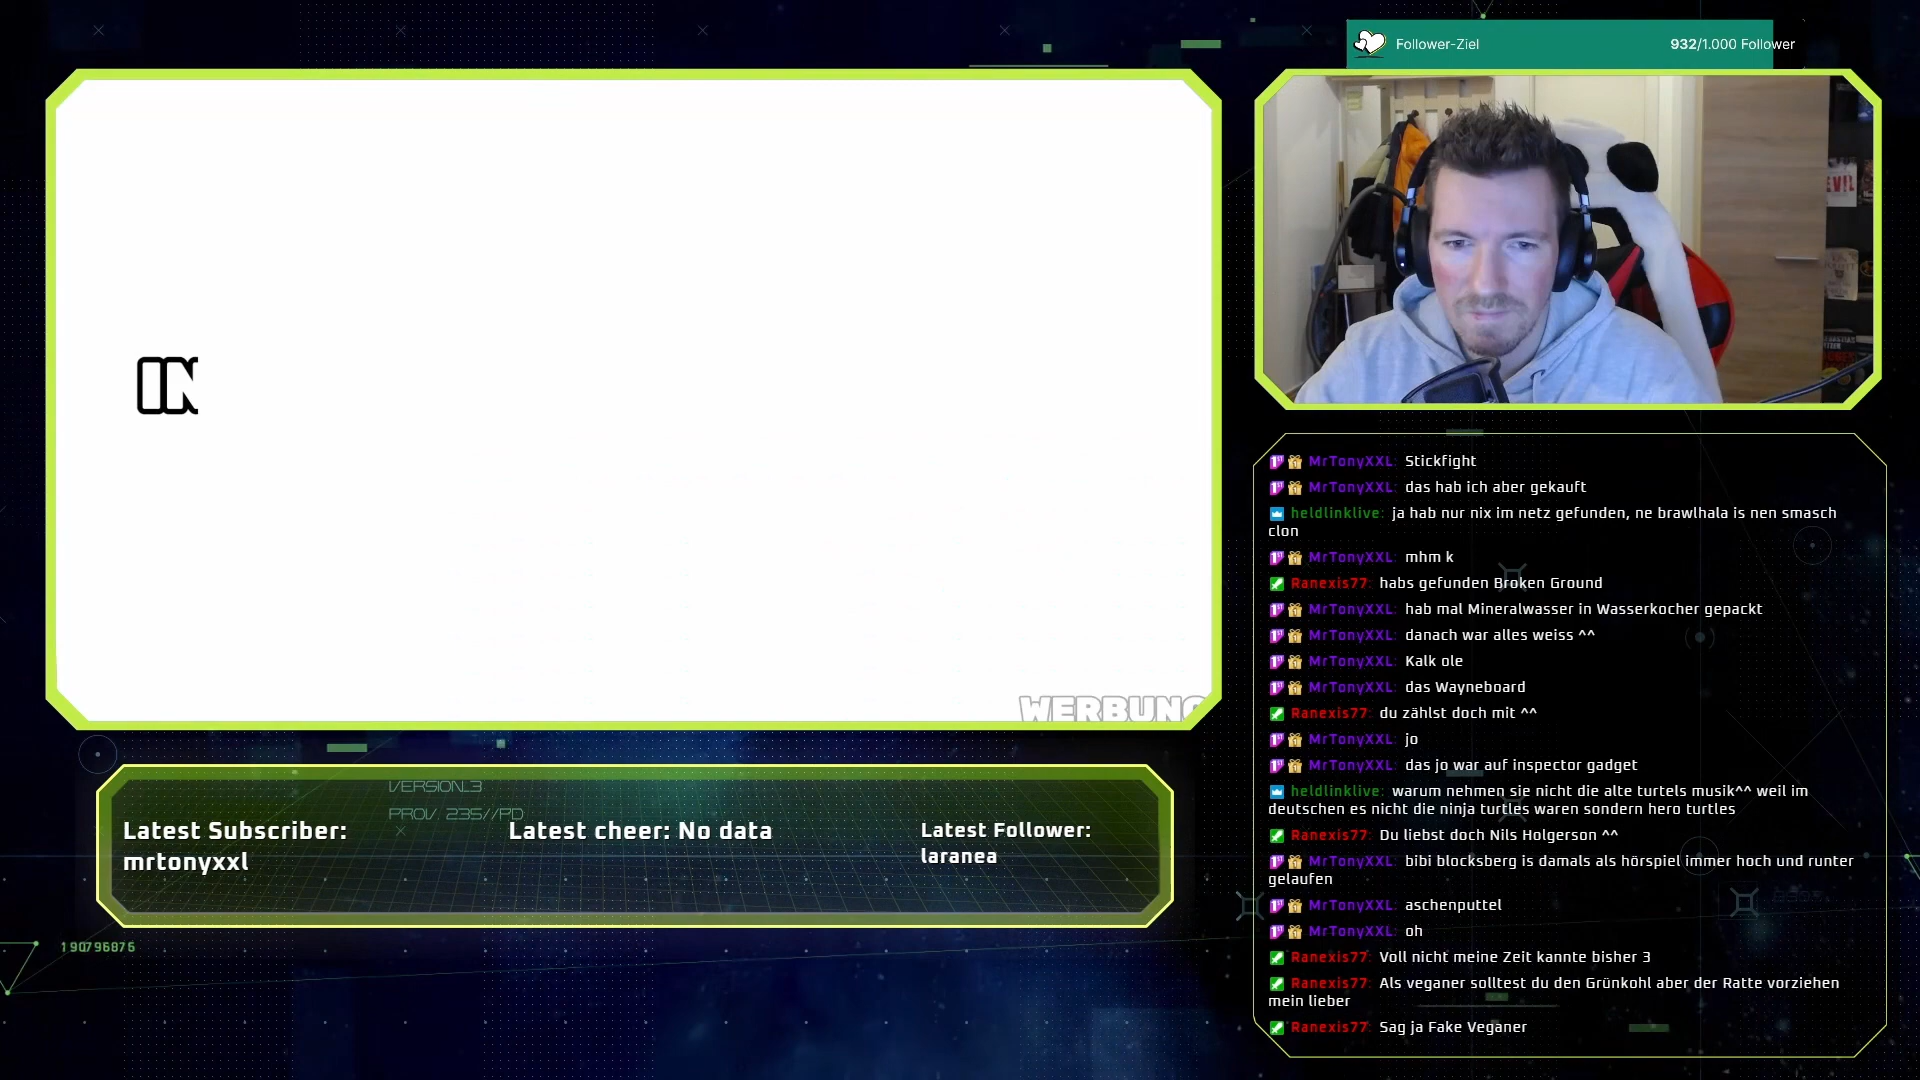 Follower-Ziel 932/1.000 Follower
EVIL
IN
WERBUNG
MrTonyXXL: Stickfight
MrTonyXXL: das hab ich aber gekauft
heldlinklive: ja hab nur nix im netz gefunden, ne brawlhala is nen smasch
clon
MrTonyXXL: mhm k
Ranexis77: habs gefunden Broken Ground
MrTonyXXL: hab mal Mineralwasser in Wasserkocher gepackt
MrTonyXXL: danach war alles weiss ^^
MrTonyXXL: Kalk ole
MrTonyXXL: das Wayneboard
Ranexis77: du zählst doch mit ^^
MrTonyXXL: jo
MrTonyXXL: das jo war auf inspector gadget
heldlinklive: warum nehmen sie nicht die alte turtels musik^^ weil im
deutschen es nicht die ninja turtles waren sondern hero turtles
Ranexis77: Du liebst doch Nils Holgerson ^^
MrTonyXXL: bibi blocksberg is damals als hörspiel immer hoch und runter
gelaufen
MrTonyXXL: aschenputtel
MrTonyXXL: oh
Ranexis77: Voll nicht meine Zeit kannte bisher 3
Ranexis77: Als veganer solltest du den Grünkohl aber der Ratte vorziehen
mein lieber
Ranexis77: Sag ja Fake Veganer
VERSION_3
PROV. 235//PD
Latest Subscriber:
mrtonyxxl
Latest cheer: No data
Latest Follower:
laranea
190796875